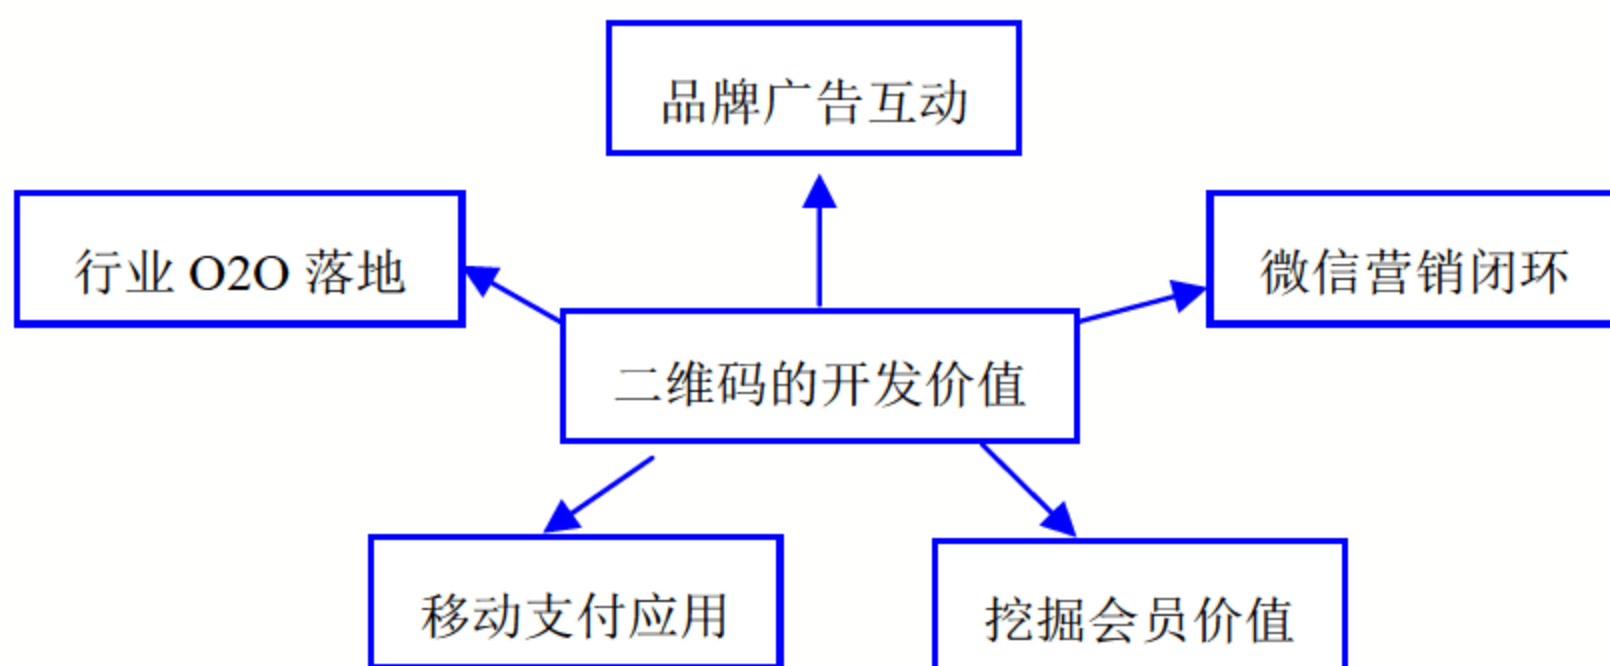 品牌广告互动
行业 O2O 落地
微信营销闭环
二维码的开发价值
移动支付应用
挖掘会员价值